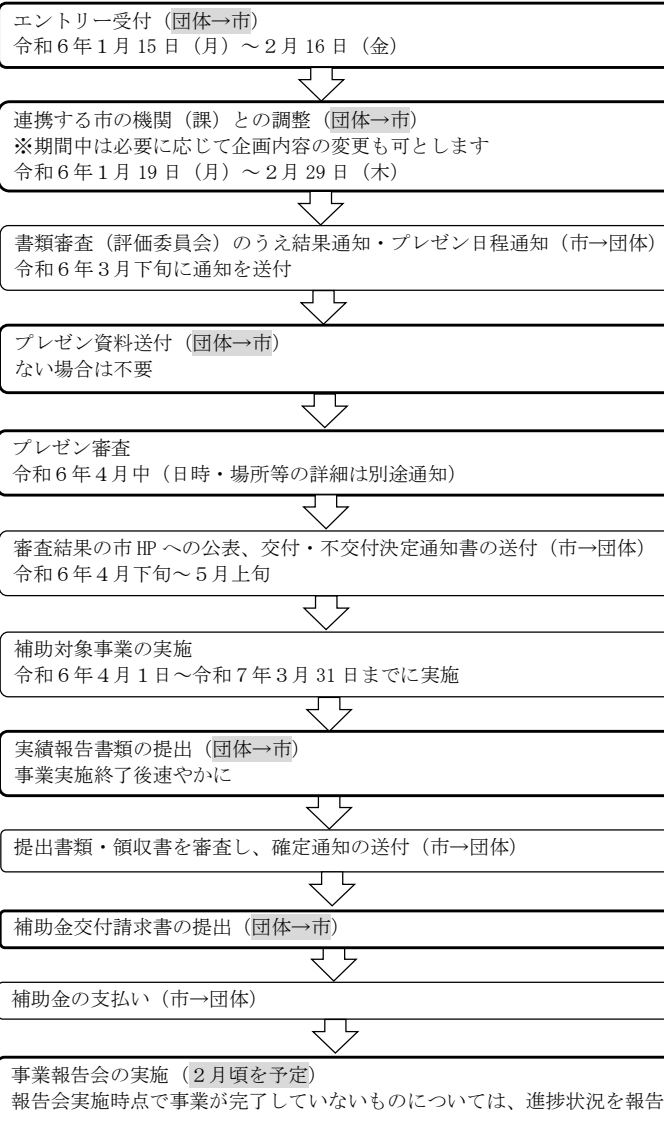 エントリー受付（団体→市）
令和６年１月 15 日（月）～２月 16 日（金）
連携する市の機関（課）との調整（団体→市）
※期間中は必要に応じて企画内容の変更も可とします
令和６年１月 19 日（月）～２月 29 日（木）
書類審査（評価委員会）のうえ結果通知・プレゼン日程通知（市→団体）
令和６年３月下旬に通知を送付
プレゼン資料送付（団体→市）
ない場合は不要
プレゼン審査
令和６年４月中（日時・場所等の詳細は別途通知）
審査結果の市 HP への公表、交付・不交付決定通知書の送付（市→団体）
令和６年４月下旬～５月上旬
補助対象事業の実施
令和６年４月１日～令和７年３月 31 日までに実施
実績報告書類の提出（団体→市）
事業実施終了後速やかに
提出書類・領収書を審査し、確定通知の送付（市→団体）
補助金交付請求書の提出（団体→市）
補助金の支払い（市→団体）
事業報告会の実施（２月頃を予定）
報告会実施時点で事業が完了していないものについては、進捗状況を報告